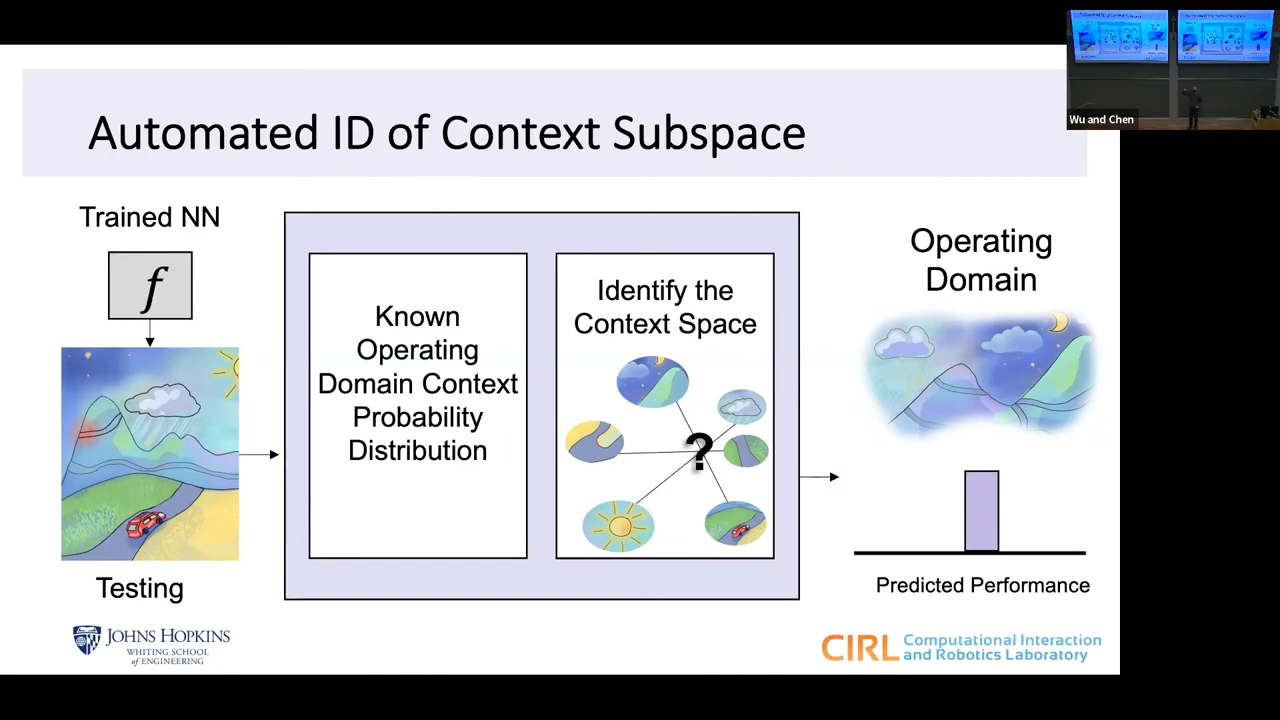 Automated ID of Context Subspace
Wu and Chen
Trained NN
f
Testing
Known
Operating
Domain Context
Probability
Distribution
Identify the
Context Space
?
Operating
Domain
Predicted Performance
JOHNS HOPKINS
WHITING SCHOOL
of ENGINEERING
CIRL Computational Interaction
and Robotics Laboratory